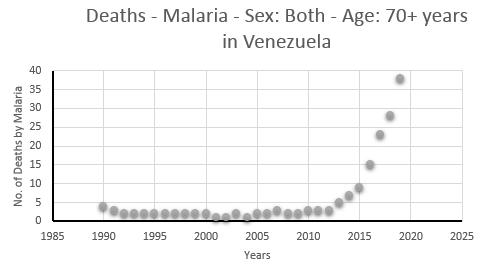 Deaths - Malaria - Sex: Both - Age: 70+ years
in Venezuela
No. of Deaths by Malaria
40
35
30
25
20
15
10
5
0
1985 1990 1995 2000 2005 2010 2015 2020 2025
Years